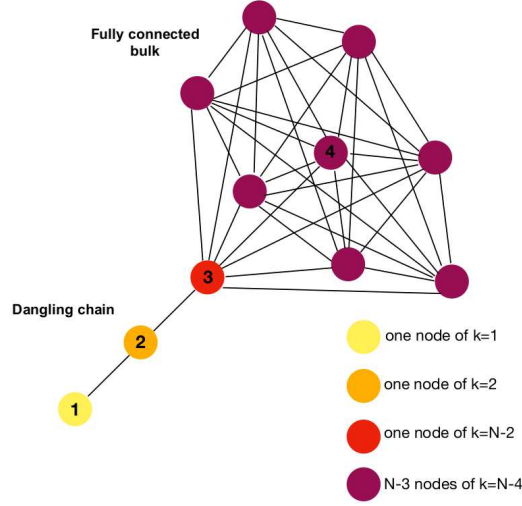 Fully connected
bulk
4
3
Dangling chain
2
1
one node of k=1
one node of k=2
one node of k=N-2
N-3 nodes of k=N-4